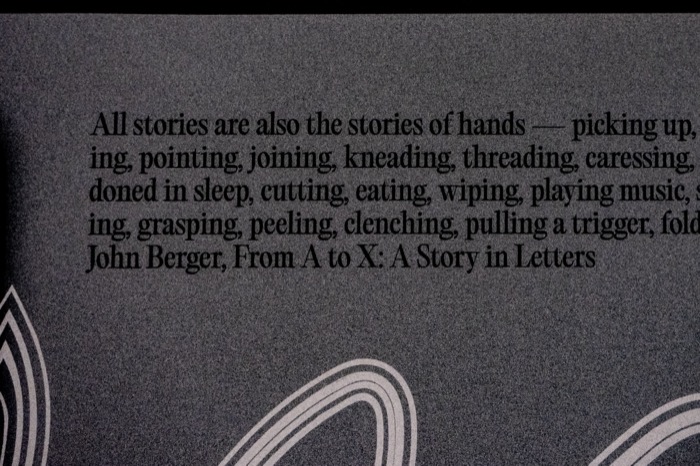 All stories are also the stories of hands — picking up,
ing, pointing, joining, kneading, threading, caressing,
doned in sleep, cutting, eating, wiping, playing music,
ing, grasping, peeling, clenching, pulling a trigger, fold
John Berger, From A to X: A Story in Letters